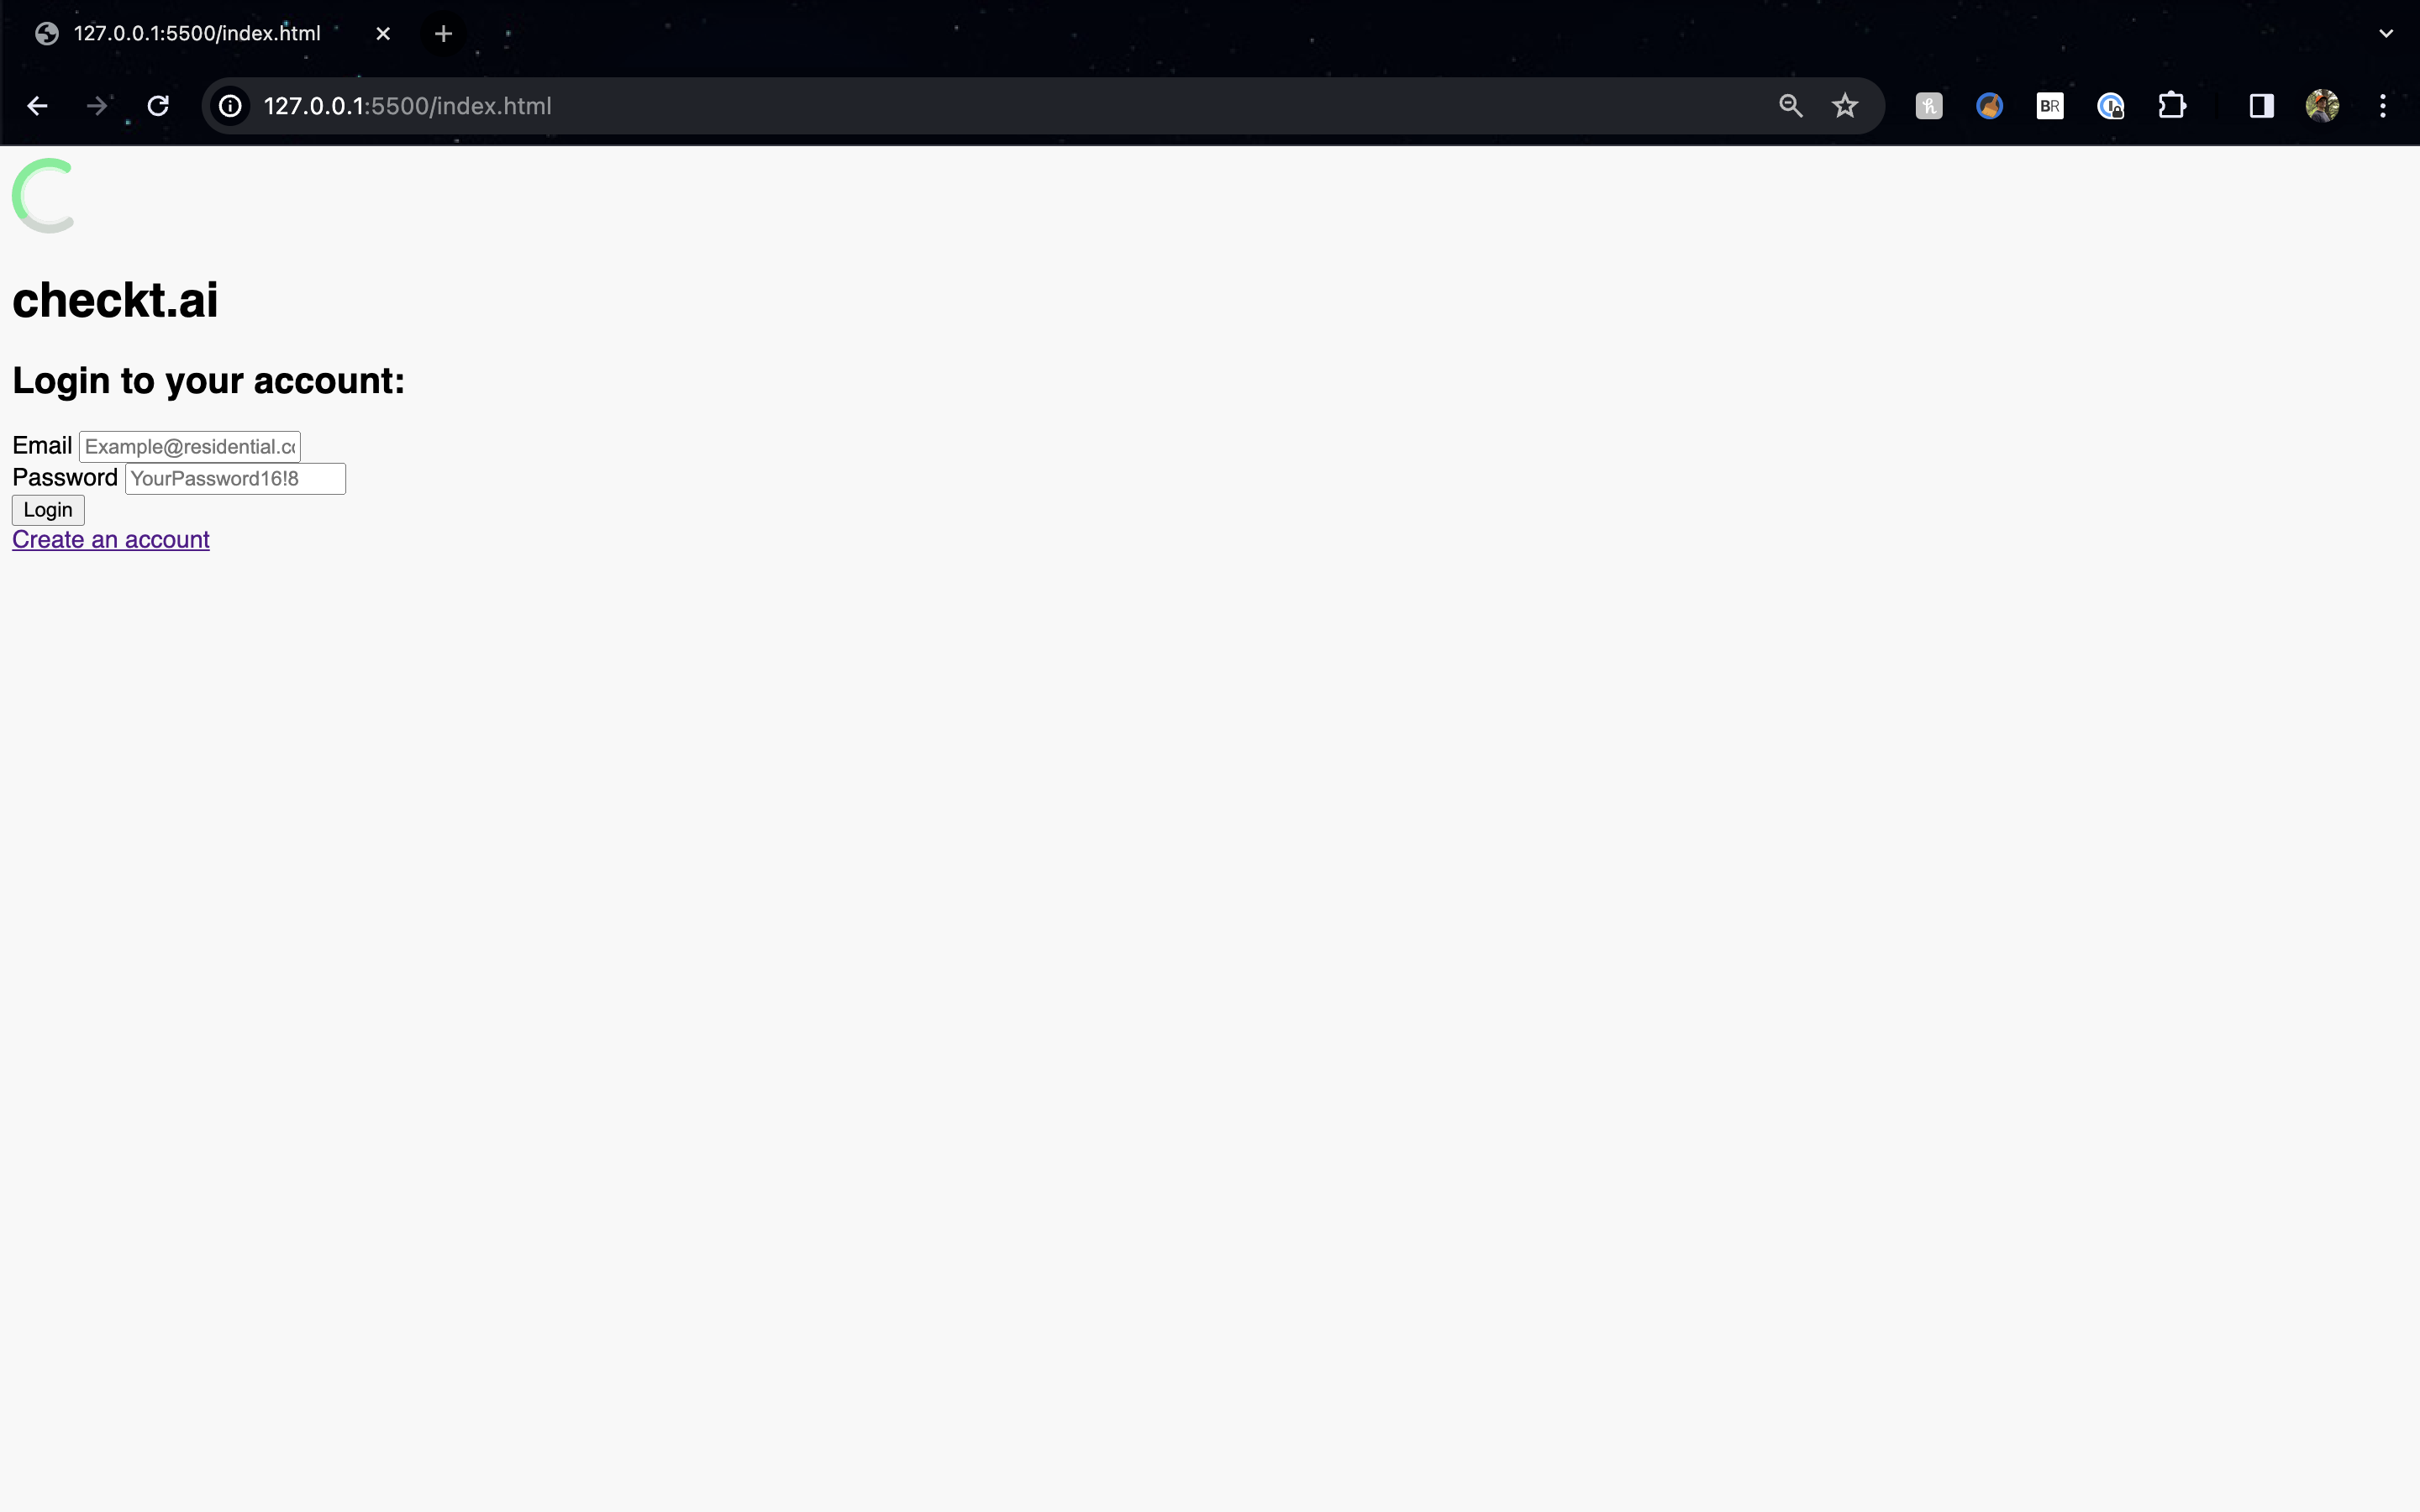 127.0.0.1:5500/index.html
127.0.0.1:5500/index.html
BR
checkt.ai
Login to your account:
Email Example@residential.c
Password YourPassword16!8
Login
Create an account